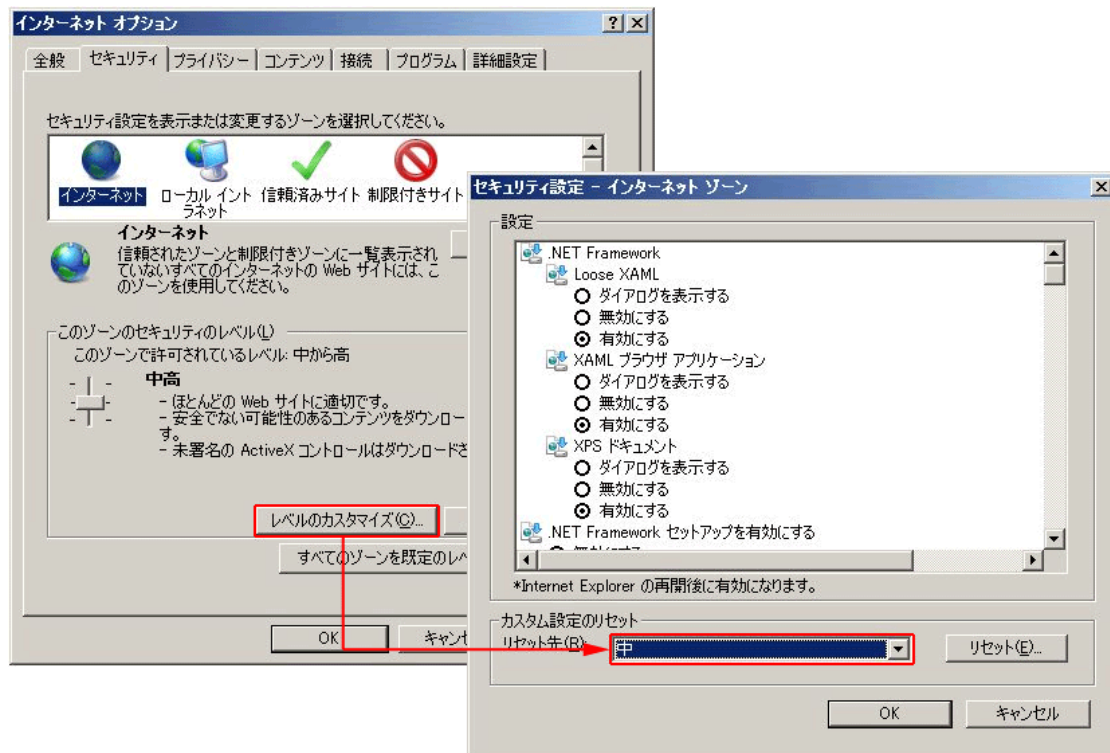 インターネット オプション
全般
セキュリティ
プライバシー
コンテンツ
接続
プログラム
詳細設定
セキュリティ設定を表示または変更するゾーンを選択してください。
インターネット
ローカル イント
ラネット
信頼済みサイト
制限付きサイト
インターネット
信頼されたゾーンと制限付きゾーンに一覧表示され
ていないすべてのインターネットの Web サイトには、こ
のゾーンを使用してください。
このゾーンのセキュリティのレベル(L)
このゾーンで許可されているレベル: 中から高
中高
- ほとんどの Web サイトに適切です。
- 安全でない可能性のあるコンテンツをダウンロー
す。
- 未署名の ActiveX コントロールはダウンロードさ
レベルのカスタマイズ(C)...
すべてのゾーンを既定のレベ
OK
キャンセ
セキュリティ設定 - インターネット ゾーン
設定
.NET Framework
Loose XAML
ダイアログを表示する
無効にする
有効にする
XAML ブラウザ アプリケーション
ダイアログを表示する
無効にする
有効にする
XPS ドキュメント
ダイアログを表示する
無効にする
有効にする
.NET Framework セットアップを有効にする
*Internet Explorer の再開後に有効になります。
カスタム設定のリセット
リセット先(R):
中
リセット(E)...
OK
キャンセル